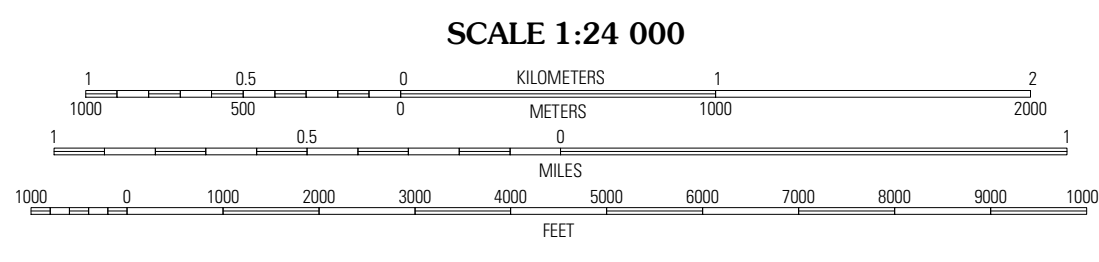 SCALE 1:24 000
1 0.5 0 KILOMETERS 1 2
1000 500 0 METERS 1000 2000
1 0.5 0 1
MILES
1000 0 1000 2000 3000 4000 5000 6000 7000 8000 9000 1000
FEET